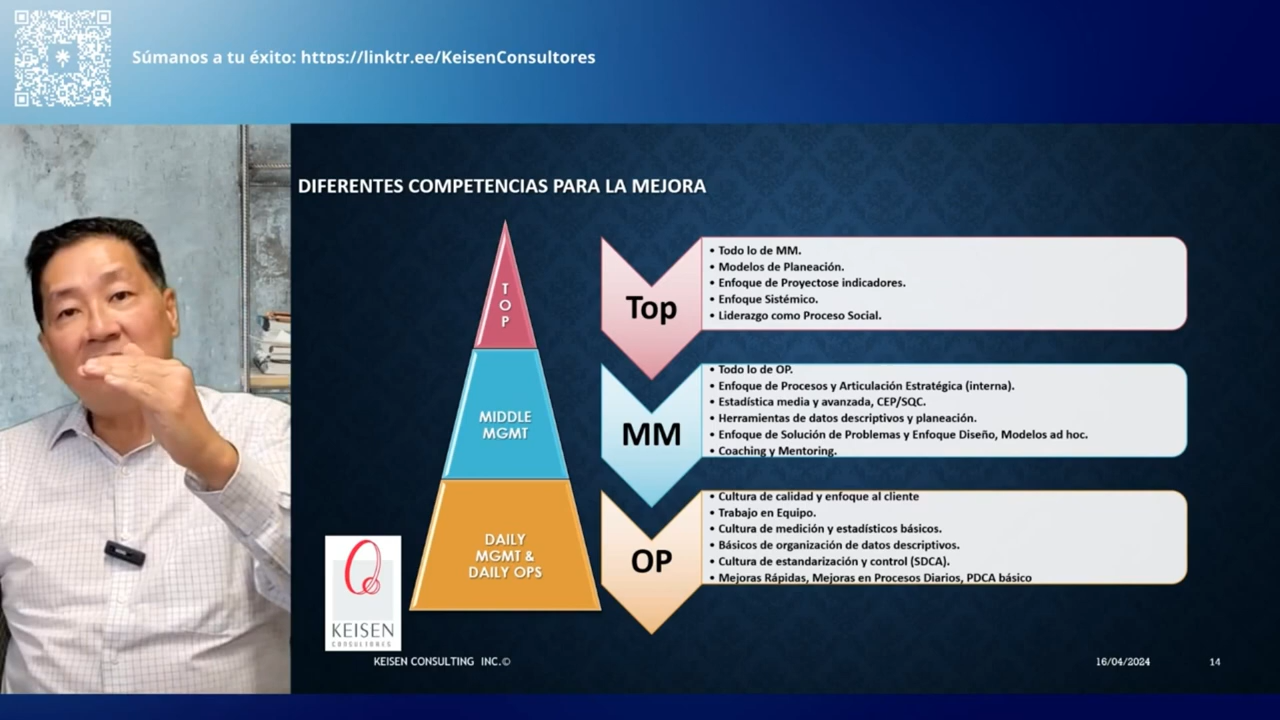 Súmanos a tu éxito: https://linktr.ee/KeisenConsultores
DIFERENTES COMPETENCIAS PARA LA MEJORA
T
O
P
MIDDLE
MGMT
DAILY
MGMT &
DAILY OPS
Top
• Todo lo de MM.
• Modelos de Planeación.
• Enfoque de Proyectose indicadores.
• Enfoque Sistémico.
• Liderazgo como Proceso Social.
MM
• Todo lo de OP.
• Enfoque de Procesos y Articulación Estratégica (interna).
• Estadística media y avanzada, CEP/SQC.
• Herramientas de datos descriptivos y planeación.
• Enfoque de Solución de Problemas y Enfoque Diseño, Modelos ad hoc.
• Coaching y Mentoring.
OP
• Cultura de calidad y enfoque al cliente
• Trabajo en Equipo.
• Cultura de medición y estadísticos básicos.
• Básicos de organización de datos descriptivos.
• Cultura de estandarización y control (SDCA).
• Mejoras Rápidas, Mejoras en Procesos Diarios, PDCA básico
KEISEN
CONSULTORES
KEISEN CONSULTING INC.©
16/04/2024
14